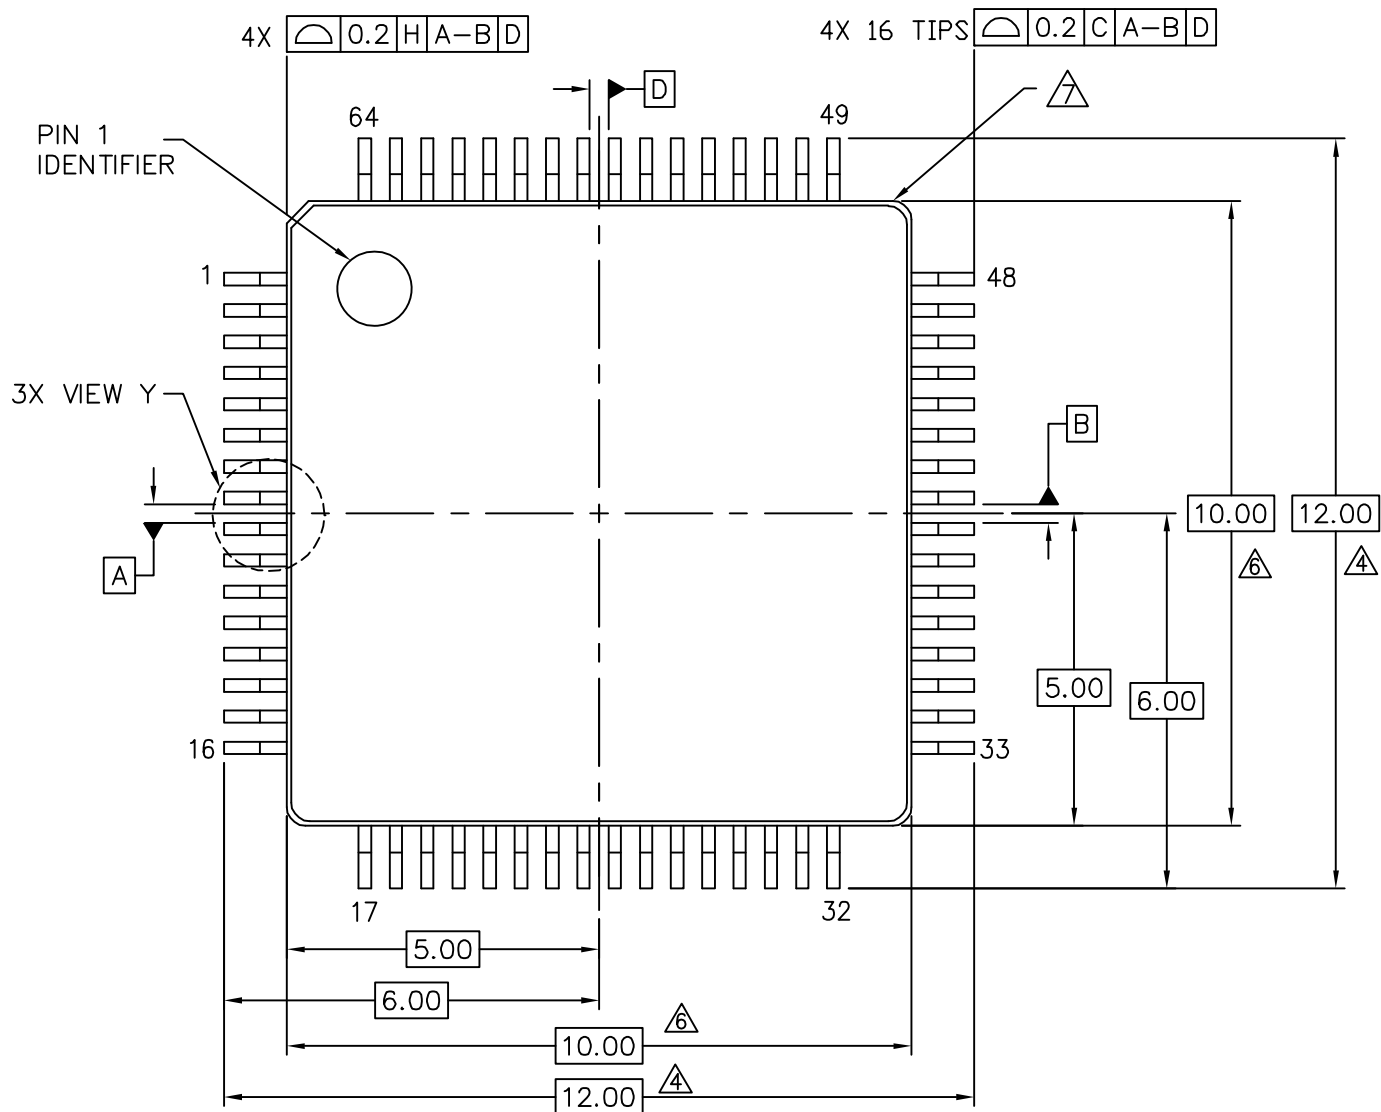 4X 0.2 H A-B D
4X 16 TIPS 0.2 C A-B D
D
7
64
49
PIN 1
IDENTIFIER
1
48
3X VIEW Y
B
10.00
12.00
6
4
A
5.00
6.00
16
33
17
32
5.00
6.00
6
10.00
4
12.00